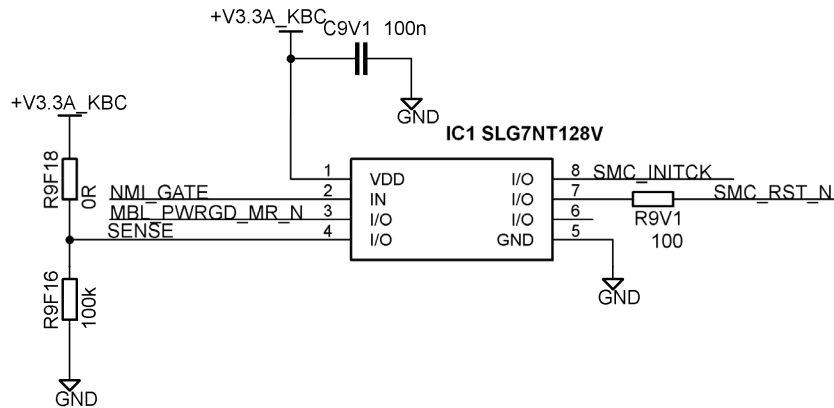 +V3.3A_KBC
C9V1 100n
GND
+V3.3A_KBC
IC1 SLG7NT128V
R9F18
0R
1 VDD I/O 8 SMC_INITCK
NMI_GATE 2 IN I/O 7 SMC_RST_N
MBL_PWRGD_MR_N 3 I/O I/O 6
SENSE 4 I/O GND 5
R9V1
100
R9F16
100k
GND
GND